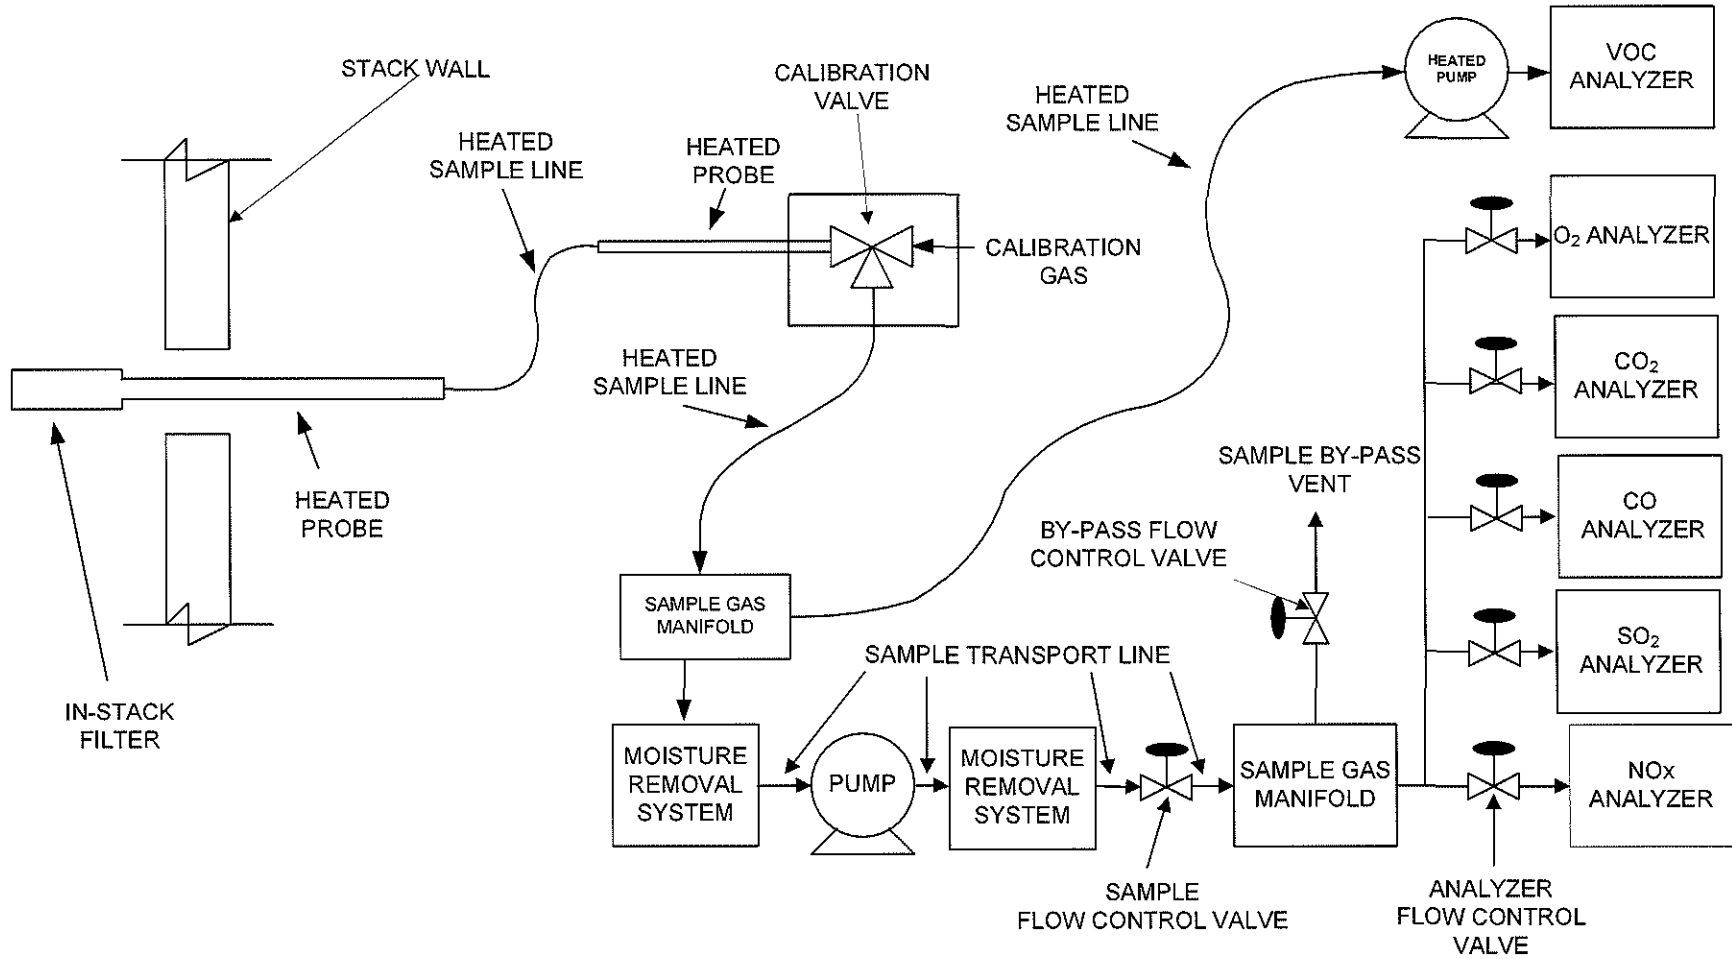 STACK WALL
CALIBRATION
VALVE
HEATED
SAMPLE LINE
HEATED
PUMP
VOC
ANALYZER
HEATED
SAMPLE LINE
HEATED
PROBE
O₂ ANALYZER
CALIBRATION
GAS
HEATED
SAMPLE LINE
CO₂
ANALYZER
HEATED
PROBE
SAMPLE BY-PASS
VENT
CO
ANALYZER
BY-PASS FLOW
CONTROL VALVE
SAMPLE GAS
MANIFOLD
SO₂
ANALYZER
SAMPLE TRANSPORT LINE
IN-STACK
FILTER
MOISTURE
REMOVAL
SYSTEM
PUMP
MOISTURE
REMOVAL
SYSTEM
SAMPLE GAS
MANIFOLD
NOx
ANALYZER
SAMPLE
FLOW CONTROL VALVE
ANALYZER
FLOW CONTROL
VALVE